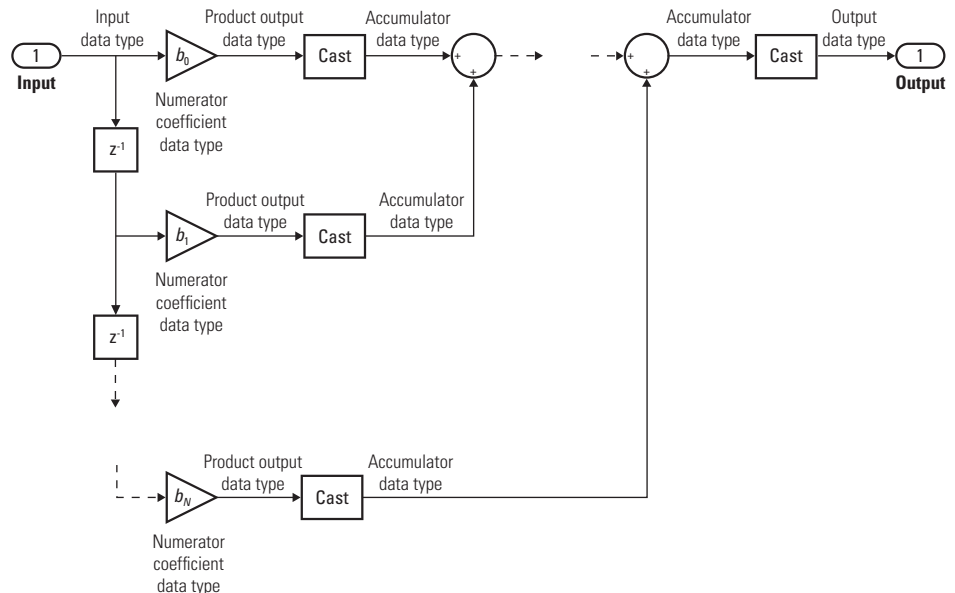 Input
data type
Product output
data type
Accumulator
data type
Accumulator
data type
Output
data type
1
b₀
Cast
+
+
+
+
Cast
1
Input
Output
Numerator
coefficient
data type
z⁻¹
Product output
data type
Accumulator
data type
b₁
Cast
Numerator
coefficient
data type
z⁻¹
Product output
data type
Accumulator
data type
b_N
Cast
Numerator
coefficient
data type